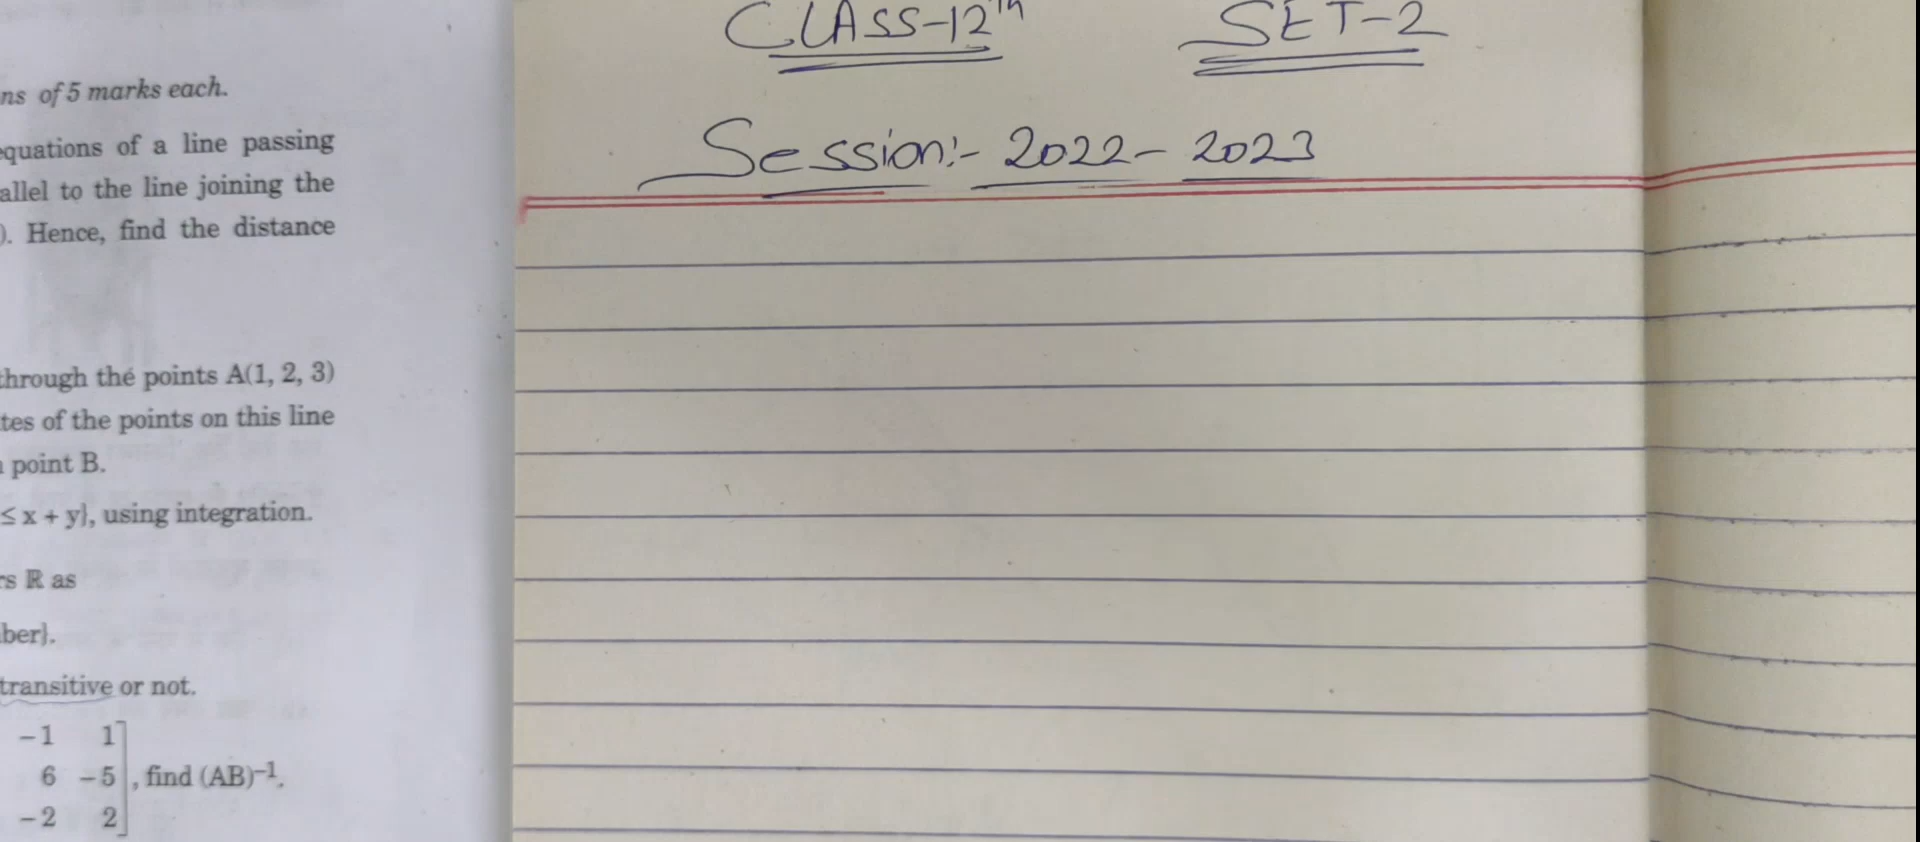 ns of 5 marks each.
equations of a line passing
allel to the line joining the
). Hence, find the distance
through the points A(1, 2, 3)
tes of the points on this line
point B.
≤ x + y}, using integration.
rs ℝ as
ber}.
transitive or not.
-1 1
6 -5 , find (AB)⁻¹.
-2 2
CLASS-12th SET-2
Session:- 2022-2023